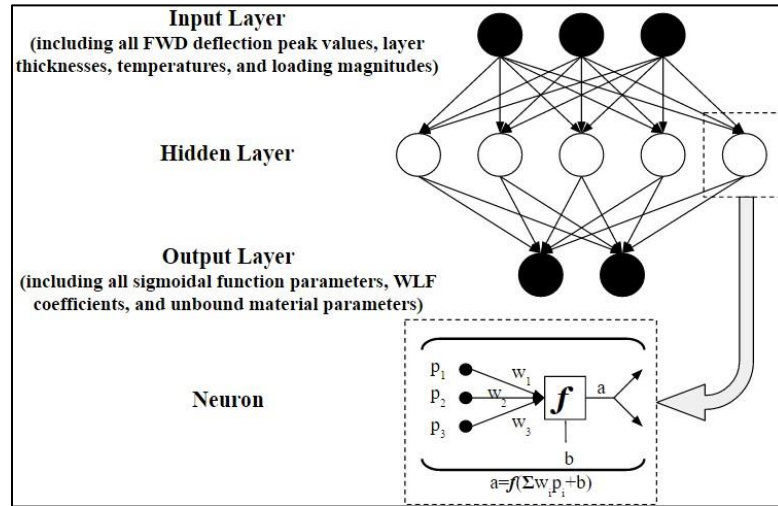 Input Layer
(including all FWD deflection peak values, layer
thicknesses, temperatures, and loading magnitudes)
Hidden Layer
Output Layer
(including all sigmoidal function parameters, WLF
coefficients, and unbound material parameters)
Neuron
p₁
w₁
p₂
w₂
f
a
p₃
w₃
b
a=f(Σwᵢpᵢ+b)